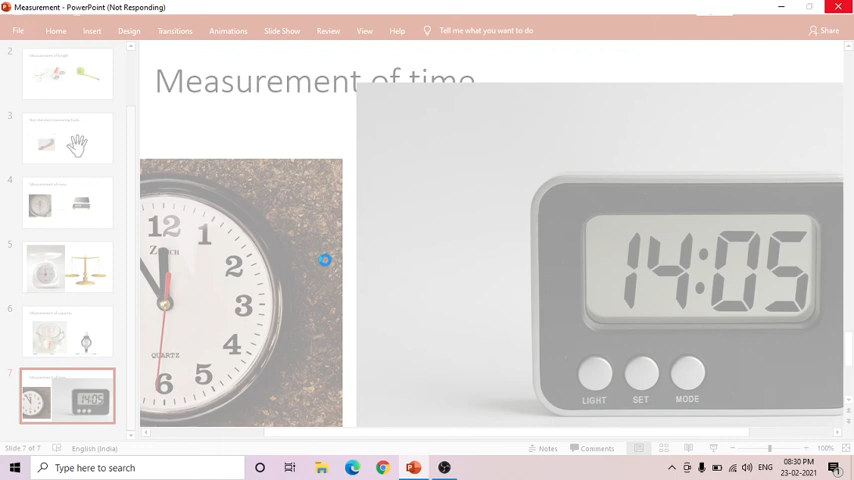 Measurement - PowerPoint (Not Responding)
File Home Insert Design Transitions Animations Slide Show Review View Help Tell me what you want to do Share
2
3
4
5
6
7
Measurement of time
12
1
2
3
4
5
6
QUARTZ
14:05
LIGHT SET MODE
Slide 7 of 7 English (India) Notes Comments 100%
Type here to search
ENG
08:30 PM
23-02-2021